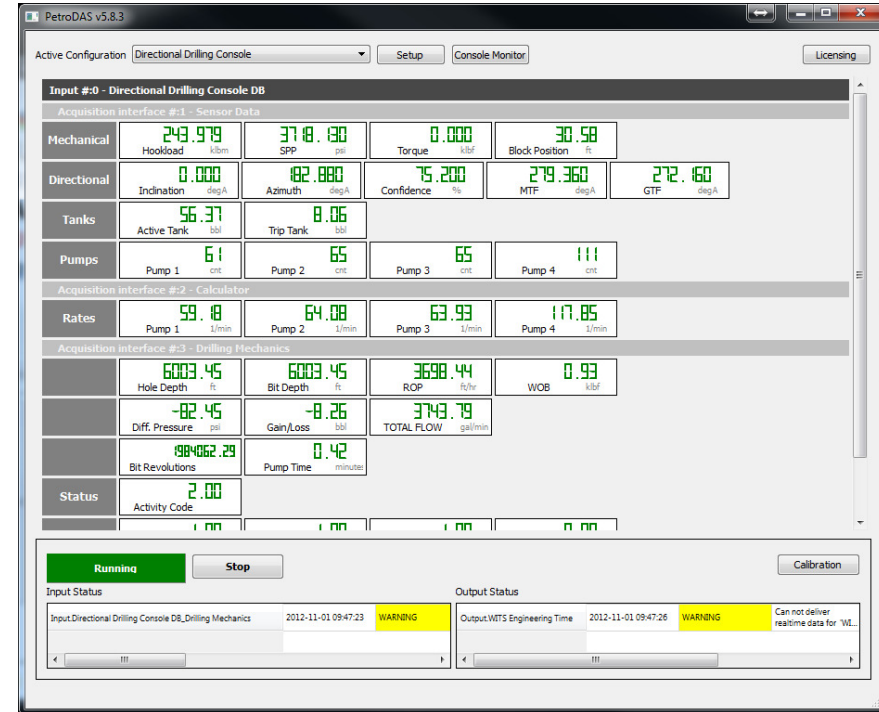 PetroDAS v5.8.3
Active Configuration Directional Drilling Console Setup Console Monitor Licensing
Input #:0 - Directional Drilling Console DB
Acquisition interface #:1 - Sensor Data
Mechanical 243.979 3718.130 0.000 30.58
Hookload klbm SPP psi Torque klbf Block Position ft
Directional 0.000 182.880 75.200 279.360 272.160
Inclination degA Azimuth degA Confidence % MTF degA GTF degA
Tanks 56.37 8.06
Active Tank bbl Trip Tank bbl
Pumps 61 65 65 111
Pump 1 cnt Pump 2 cnt Pump 3 cnt Pump 4 cnt
Acquisition interface #:2 - Calculator
Rates 59.18 64.08 63.93 117.85
Pump 1 1/min Pump 2 1/min Pump 3 1/min Pump 4 1/min
Acquisition interface #:3 - Drilling Mechanics
6003.45 6003.45 3698.44 0.93
Hole Depth ft Bit Depth ft ROP ft/hr WOB klbf
-82.45 -8.26 3743.79
Diff. Pressure psi Gain/Loss bbl TOTAL FLOW gal/min
1984062.29 0.42
Bit Revolutions Pump Time minutes
Status 2.00
Activity Code
Running Stop Calibration
Input Status Output Status
Input.Directional Drilling Console DB_Drilling Mechanics 2012-11-01 09:47:23 WARNING Output.WITS Engineering Time 2012-11-01 09:47:26 WARNING Can not deliver
realtime data for 'WI...